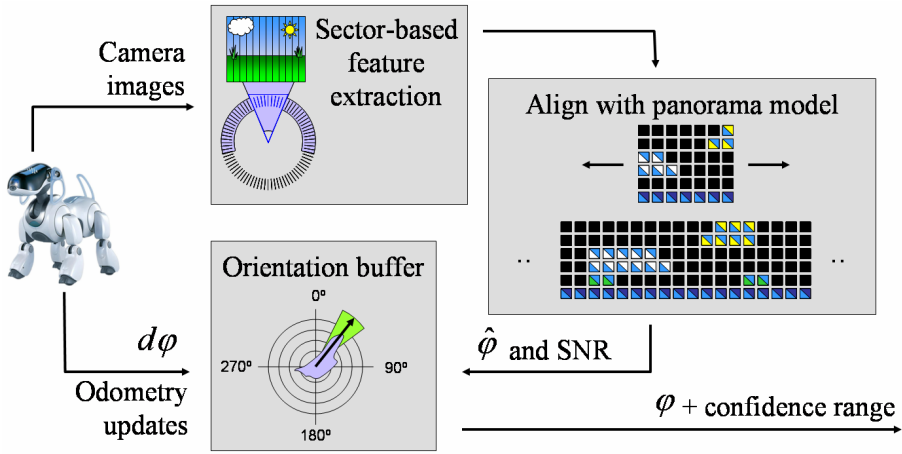 Camera
images
Sector-based
feature
extraction
Align with panorama model
. .
. .
Orientation buffer
0º
270º
90º
180º
dφ
Odometry
updates
φ̂ and SNR
φ + confidence range